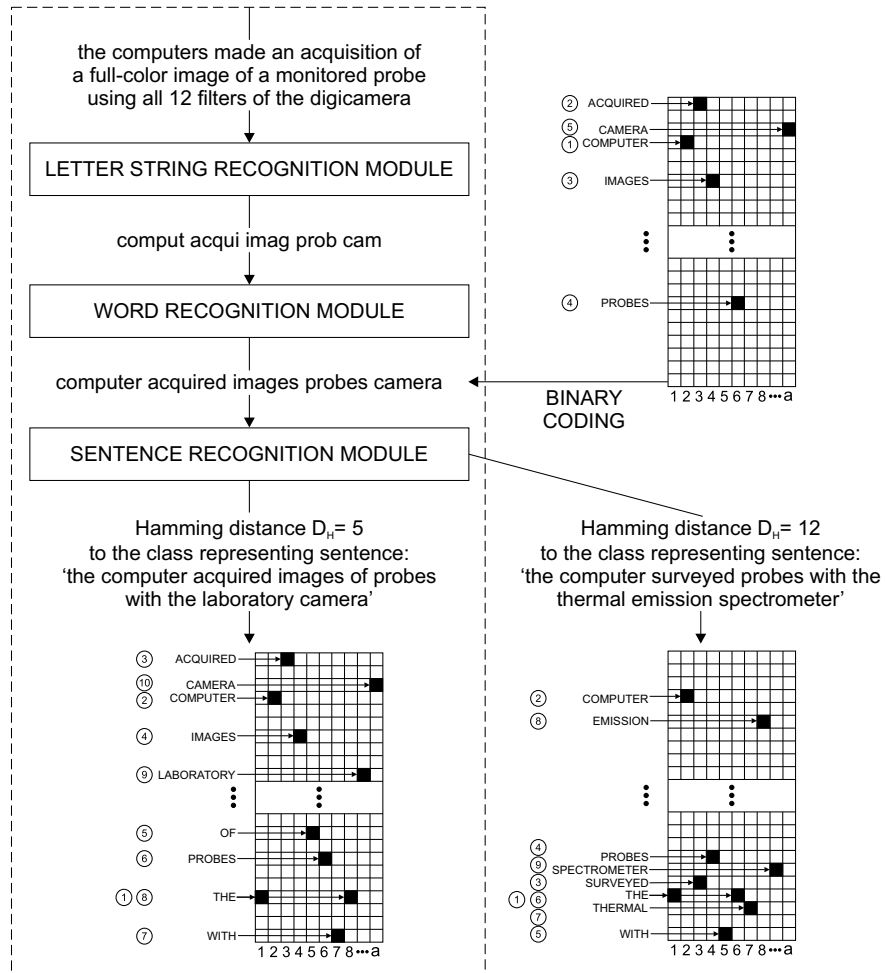 the computers made an acquisition of
a full-color image of a monitored probe
using all 12 filters of the digicamera
LETTER STRING RECOGNITION MODULE
comput acqui imag prob cam
WORD RECOGNITION MODULE
computer acquired images probes camera
SENTENCE RECOGNITION MODULE
② ACQUIRED
⑤ CAMERA
① COMPUTER
③ IMAGES
④ PROBES
1 2 3 4 5 6 7 8 ••• a
BINARY
CODING
Hamming distance D_H= 5
to the class representing sentence:
‘the computer acquired images of probes
with the laboratory camera’
③ ACQUIRED
⑩ CAMERA
② COMPUTER
④ IMAGES
⑨ LABORATORY
⑤ OF
⑥ PROBES
① ⑧ THE
⑦ WITH
1 2 3 4 5 6 7 8 ••• a
Hamming distance D_H= 12
to the class representing sentence:
‘the computer surveyed probes with the
thermal emission spectrometer’
② COMPUTER
⑧ EMISSION
④ PROBES
⑨ SPECTROMETER
③ SURVEYED
① ⑥ THE
⑦ THERMAL
⑤ WITH
1 2 3 4 5 6 7 8 ••• a